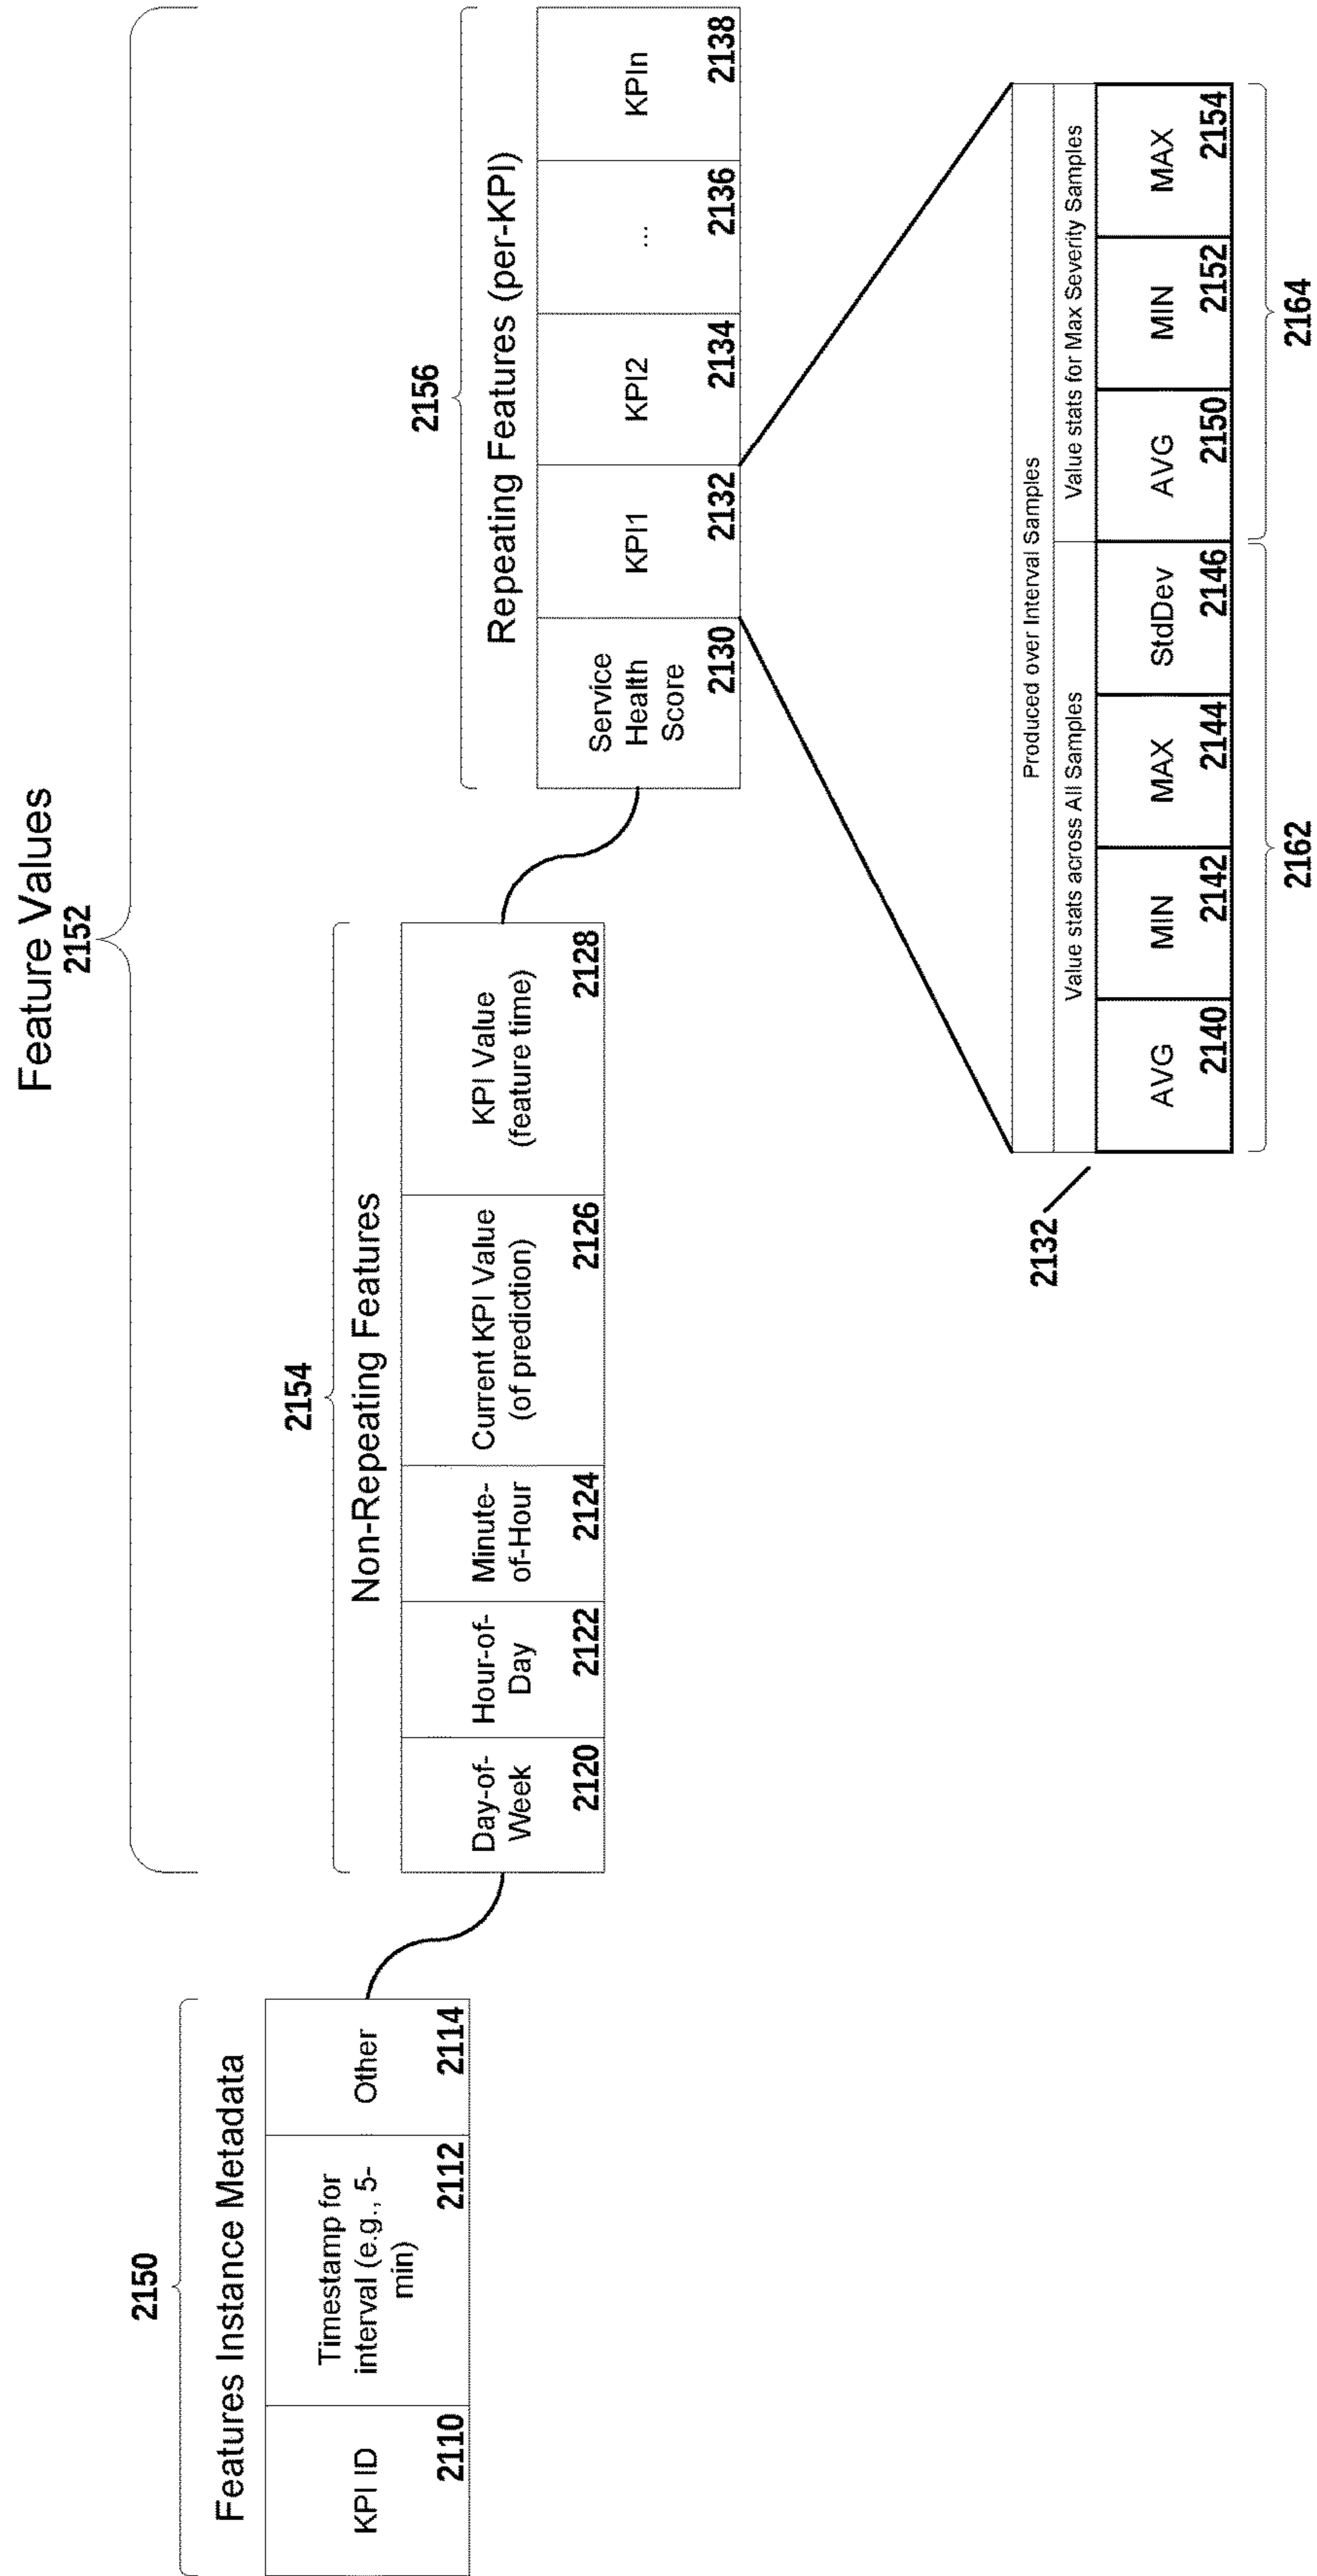 Feature Values
2152
2150
Features Instance Metadata
KPI ID
2110
Timestamp for
interval (e.g., 5-
min)
2112
Other
2114
2154
Non-Repeating Features
Day-of-
Week
2120
Hour-of-
Day
2122
Minute-
of-Hour
2124
Current KPI Value
(of prediction)
2126
KPI Value
(feature time)
2128
2156
Repeating Features (per-KPI)
Service
Health
Score
2130
KPI1
2132
KPI2
2134
...
2136
KPIn
2138
2132
Produced over Interval Samples
Value stats across All Samples
Value stats for Max Severity Samples
AVG
2140
MIN
2142
MAX
2144
StdDev
2146
AVG
2150
MIN
2152
MAX
2154
2162
2164